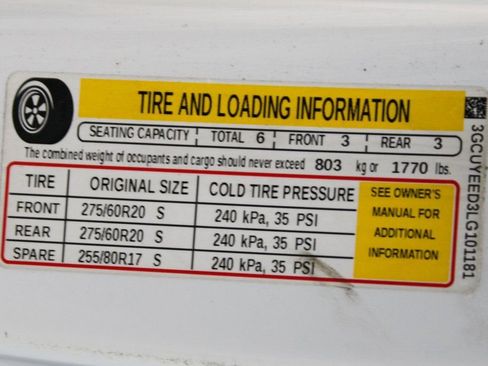 TIRE AND LOADING INFORMATION
SEATING CAPACITY TOTAL 6 FRONT 3 REAR 3
The combined weight of occupants and cargo should never exceed 803 kg or 1770 lbs.
TIRE ORIGINAL SIZE COLD TIRE PRESSURE
FRONT 275/60R20 S 240 kPa, 35 PSI
REAR 275/60R20 S 240 kPa, 35 PSI
SPARE 255/80R17 S 240 kPa, 35 PSI
SEE OWNER'S
MANUAL FOR
ADDITIONAL
INFORMATION
3GCUYEED3LG101181